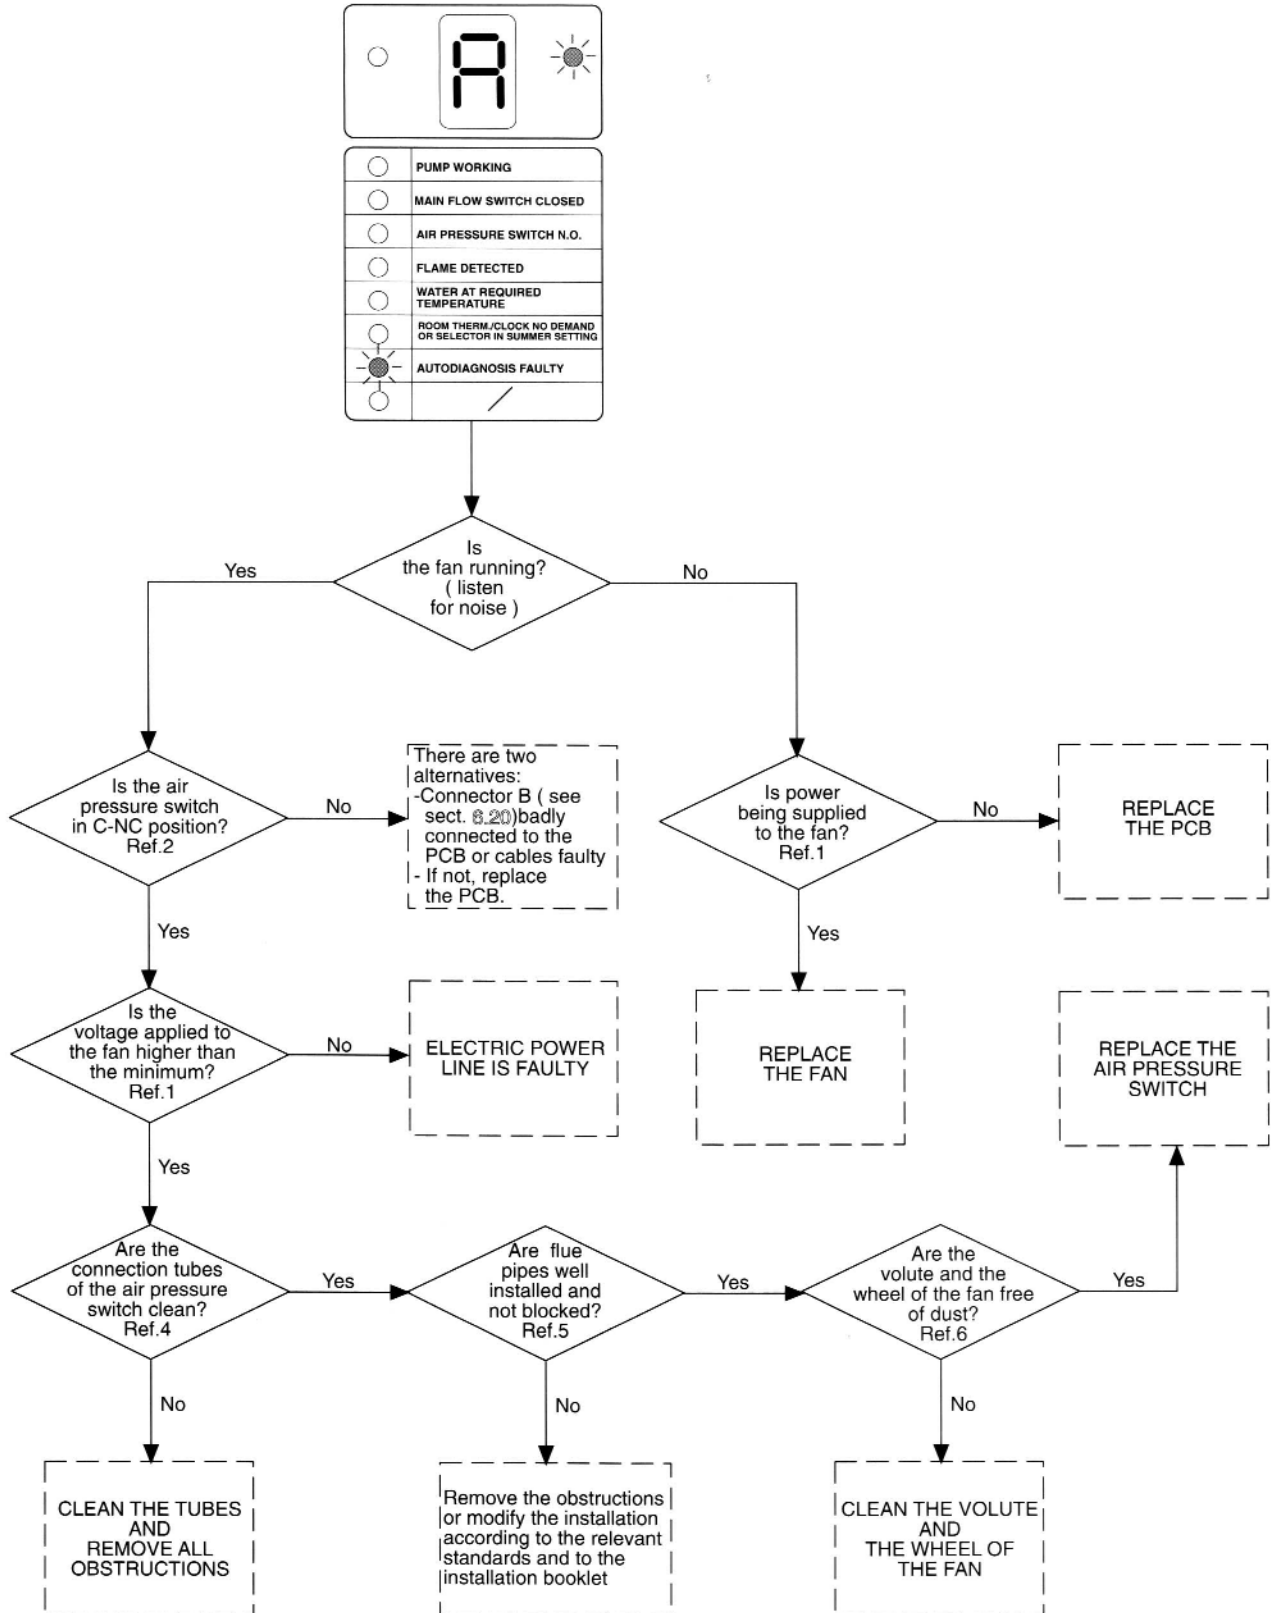 A
PUMP WORKING
MAIN FLOW SWITCH CLOSED
AIR PRESSURE SWITCH N.O.
FLAME DETECTED
WATER AT REQUIRED
TEMPERATURE
ROOM THERM./CLOCK NO DEMAND
OR SELECTOR IN SUMMER SETTING
AUTODIAGNOSIS FAULTY
Is
the fan running?
( listen
for noise )
Yes
No
Is the air
pressure switch
in C-NC position?
Ref.2
No
There are two
alternatives:
-Connector B ( see
sect. 6.20)badly
connected to the
PCB or cables faulty
- If not, replace
the PCB.
Is power
being supplied
to the fan?
Ref.1
No
REPLACE
THE PCB
Yes
Yes
Is the
voltage applied to
the fan higher than
the minimum?
Ref.1
No
ELECTRIC POWER
LINE IS FAULTY
REPLACE
THE FAN
REPLACE THE
AIR PRESSURE
SWITCH
Yes
Are the
connection tubes
of the air pressure
switch clean?
Ref.4
Yes
Are flue
pipes well
installed and
not blocked?
Ref.5
Yes
Are the
volute and the
wheel of the fan free
of dust?
Ref.6
Yes
No
No
No
CLEAN THE TUBES
AND
REMOVE ALL
OBSTRUCTIONS
Remove the obstructions
or modify the installation
according to the relevant
standards and to the
installation booklet
CLEAN THE VOLUTE
AND
THE WHEEL OF
THE FAN